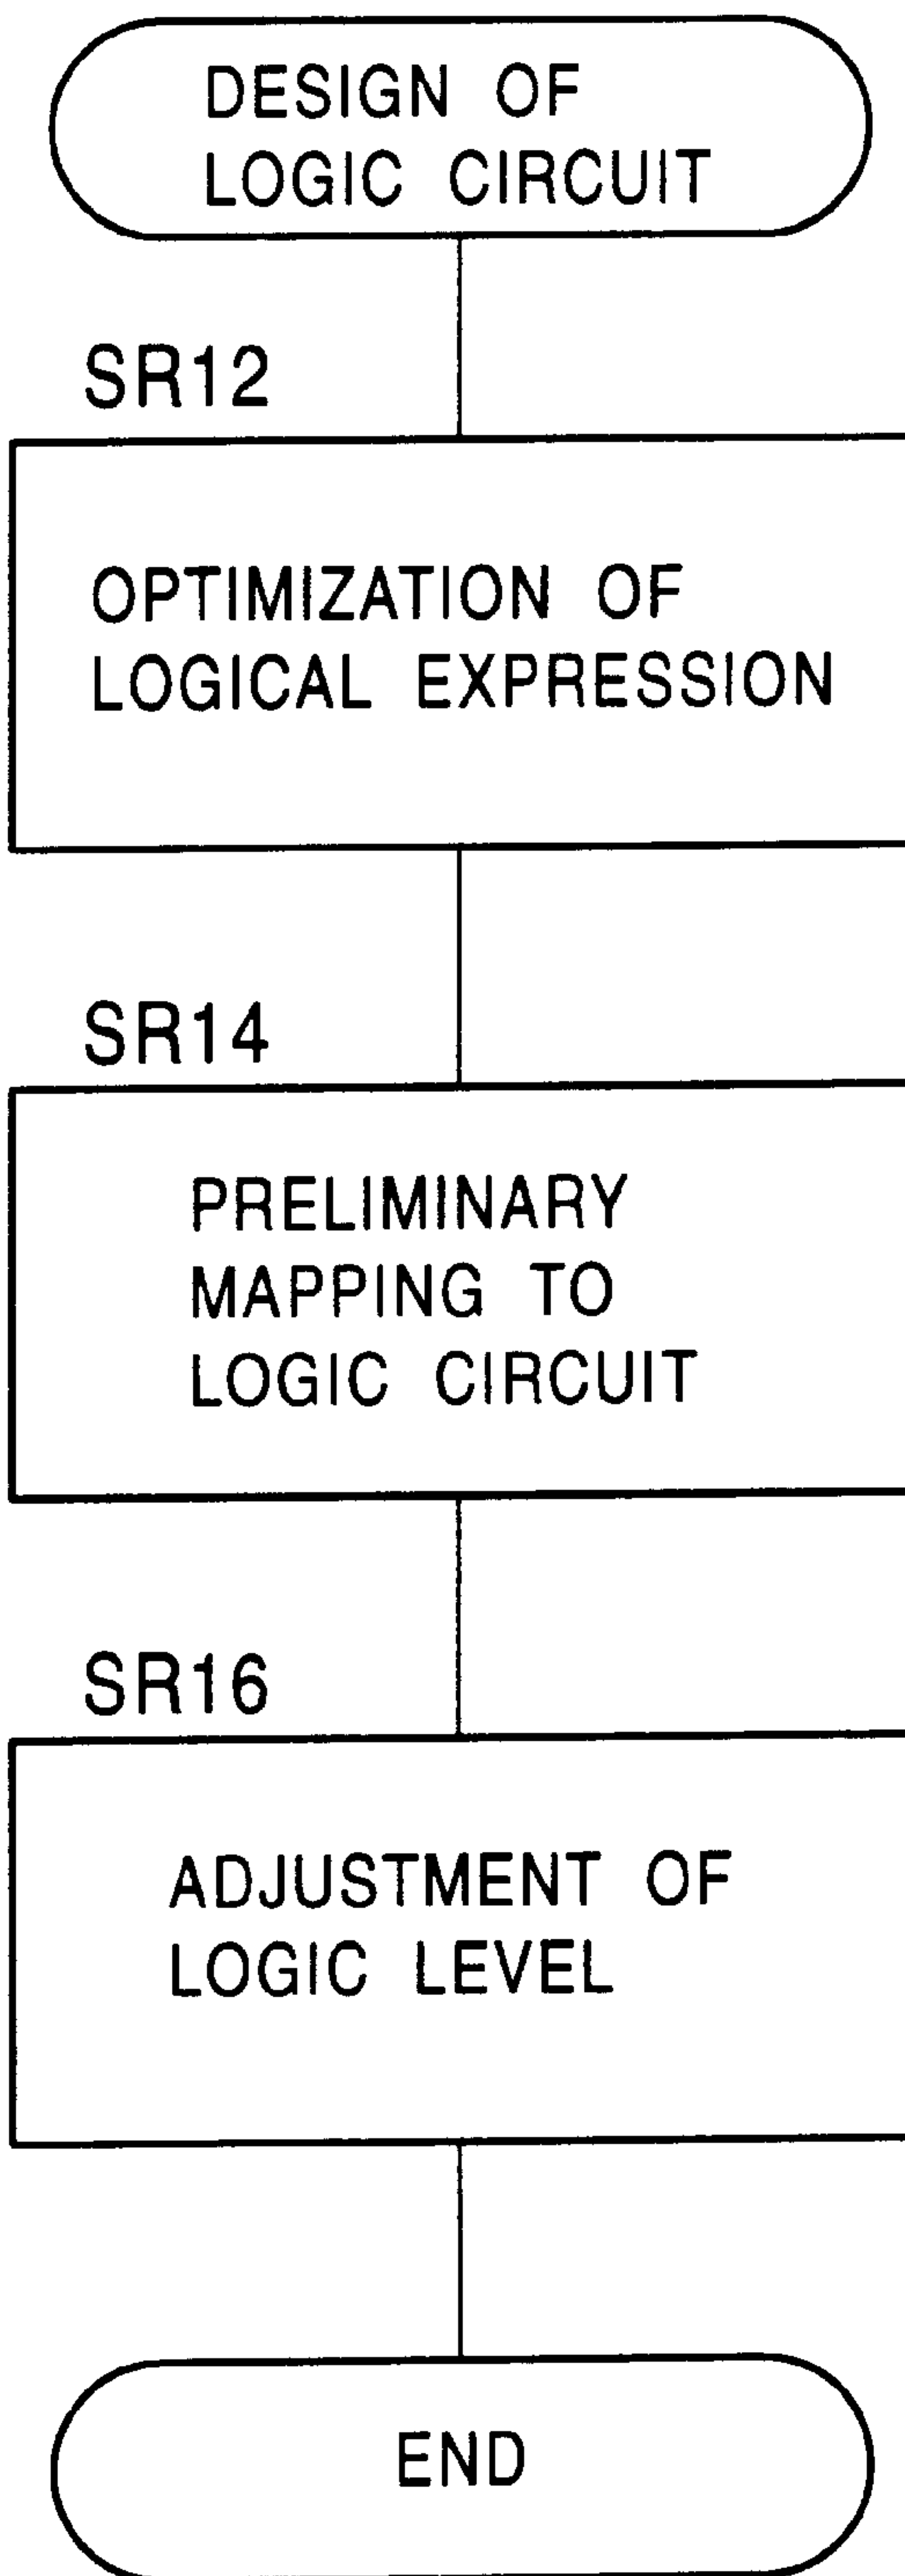 DESIGN OF
LOGIC CIRCUIT
SR12
OPTIMIZATION OF
LOGICAL EXPRESSION
SR14
PRELIMINARY
MAPPING TO
LOGIC CIRCUIT
SR16
ADJUSTMENT OF
LOGIC LEVEL
END